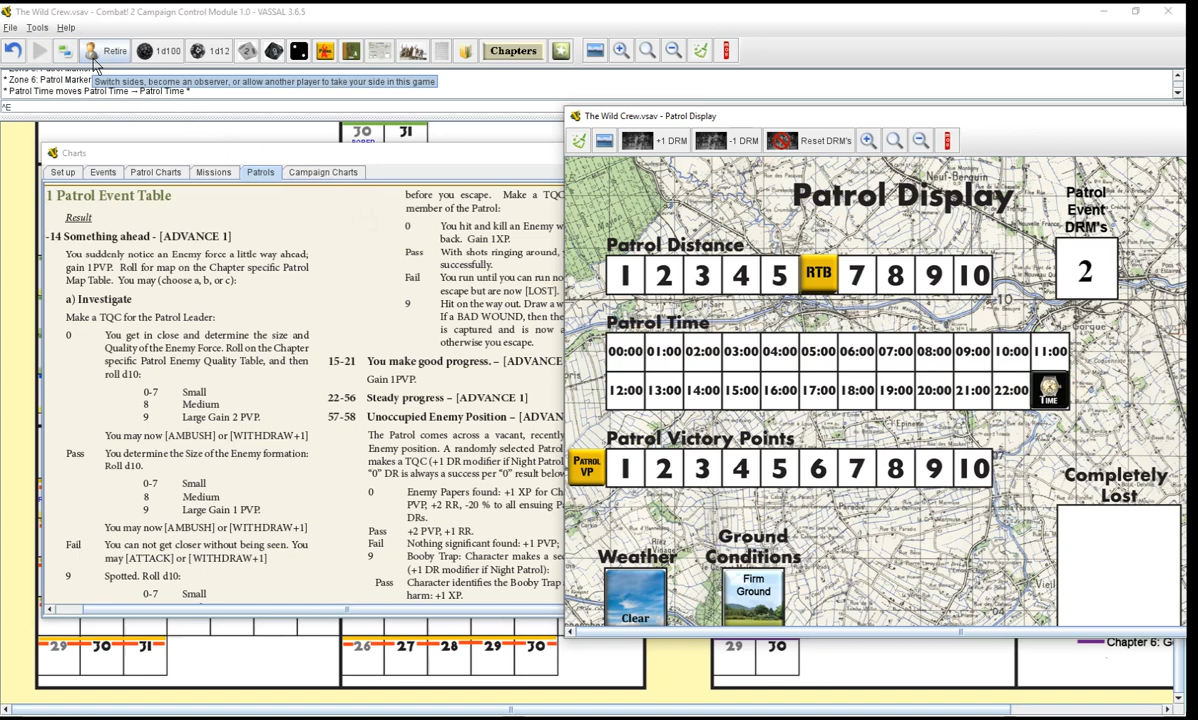 The Wild Crew.vsav - Combat! 2 Campaign Control Module 1.0 - VASSAL 3.6.5
File Tools Help
Retire 1d100 1d12 Chapters
* Zone 6: Patrol Marker
Switch sides, become an observer, or allow another player to take your side in this game
* Patrol Time moves Patrol Time → Patrol Time *
^E
30 31
Charts
Set up Events Patrol Charts Missions Patrols Campaign Charts
1 Patrol Event Table
Result
-14 Something ahead - [ADVANCE 1]
You suddenly notice an Enemy force a little way ahead,
gain 1PVP. Roll for map on the Chapter specific Patrol
Map Table. You may (choose a, b, or c):
a) Investigate
Make a TQC for the Patrol Leader:
0 You get in close and determine the size and
Quality of the Enemy Force. Roll on the Chapter
specific Patrol Enemy Quality Table, and then
roll d10:
0-7 Small
8 Medium
9 Large Gain 2 PVP.
You may now [AMBUSH] or [WITHDRAW+1]
Pass You determine the Size of the Enemy formation:
Roll d10.
0-7 Small
8 Medium
9 Large Gain 1 PVP.
You may now [AMBUSH] or [WITHDRAW+1]
Fail You can not get closer without being seen. You
may [ATTACK] or [WITHDRAW+1]
9 Spotted. Roll d10:
0-7 Small
before you escape. Make a TQC
member of the Patrol:
0 You hit and kill an Enemy
back. Gain 1XP.
Pass With shots ringing around,
successfully.
Fail You run until you can run no
escape but are now [LOST].
9 Hit on the way out. Draw a w
If a BAD WOUND, then the
is captured and is now a
otherwise you escape.
15-21 You make good progress. – [ADVANCE
Gain 1PVP.
22-56 Steady progress – [ADVANCE 1]
57-58 Unoccupied Enemy Position – [ADVAN
The Patrol comes across a vacant, recently
Enemy position. A randomly selected Patrol
makes a TQC (+1 DR modifier if Night Patrol
"0" DR is always a success per "0" result below
0 Enemy Papers found: +1 XP for Ch
PVP, +2 RR, -20 % to all ensuing Pa
DRs.
Pass +2 PVP, +1 RR.
Fail Nothing significant found: +1 PVP;
9 Booby Trap: Character makes a se
(+1 DR modifier if Night Patrol):
Pass Character identifies the Booby Trap
harm: +1 XP.
The Wild Crew.vsav - Patrol Display
+1 DRM -1 DRM Reset DRM's
Patrol Display
Patrol
Event
DRM's
2
Patrol Distance
1 2 3 4 5 RTB 7 8 9 10
Patrol Time
00:00 01:00 02:00 03:00 04:00 05:00 06:00 07:00 08:00 09:00 10:00 11:00
12:00 13:00 14:00 15:00 16:00 17:00 18:00 19:00 20:00 21:00 22:00 TIME
Patrol Victory Points
PATROL VP 1 2 3 4 5 6 7 8 9 10
Completely
Lost
Weather
Clear
Ground
Conditions
Firm
Ground
29 30 31 26 27 28 29 30 29 30
Chapter 6: G